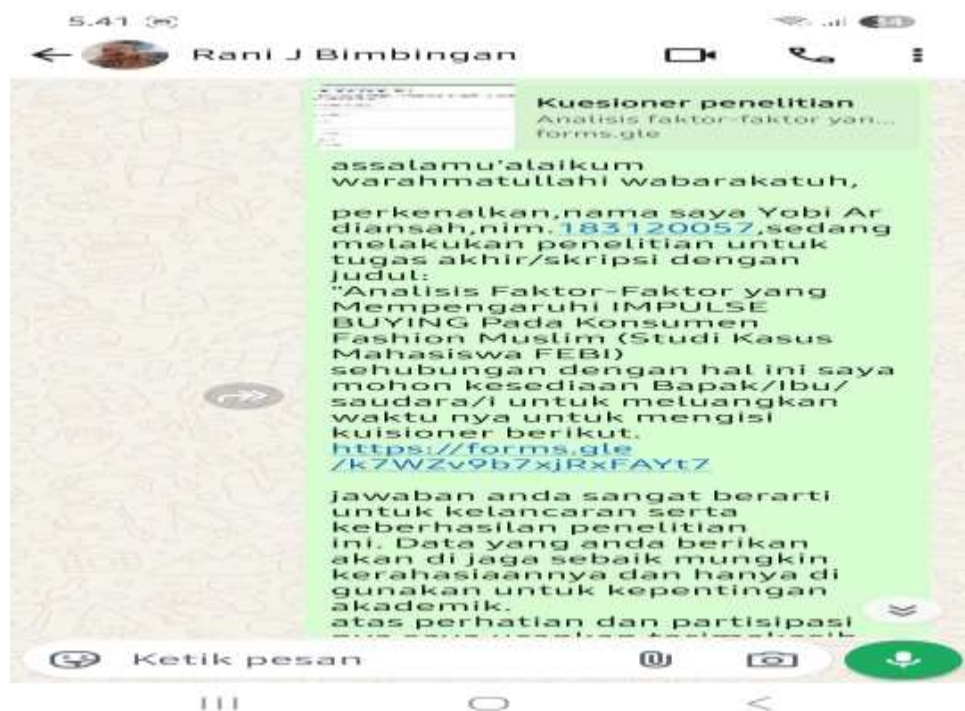 5.41
54
Rani J Bimbingan
Kuesioner penelitian
Analisis faktor-faktor yan...
forms.gle
assalamu'alaikum
warahmatullahi wabarakatuh,
perkenalkan,nama saya Yobi Ar
diansah,nim.183120057,sedang
melakukan penelitian untuk
tugas akhir/skripsi dengan
judul:
"Analisis Faktor-Faktor yang
Mempengaruhi IMPULSE
BUYING Pada Konsumen
Fashion Muslim (Studi Kasus
Mahasiswa FEBI)
sehubungan dengan hal ini saya
mohon kesediaan Bapak/Ibu/
saudara/i untuk meluangkan
waktu nya untuk mengisi
kuisioner berikut.
https://forms.gle
/k7WZv9b7xjRxFAYt7
jawaban anda sangat berarti
untuk kelancaran serta
keberhasilan penelitian
ini. Data yang anda berikan
akan di jaga sebaik mungkin
kerahasiaannya dan hanya di
gunakan untuk kepentingan
akademik.
atas perhatian dan partisipasi
Ketik pesan